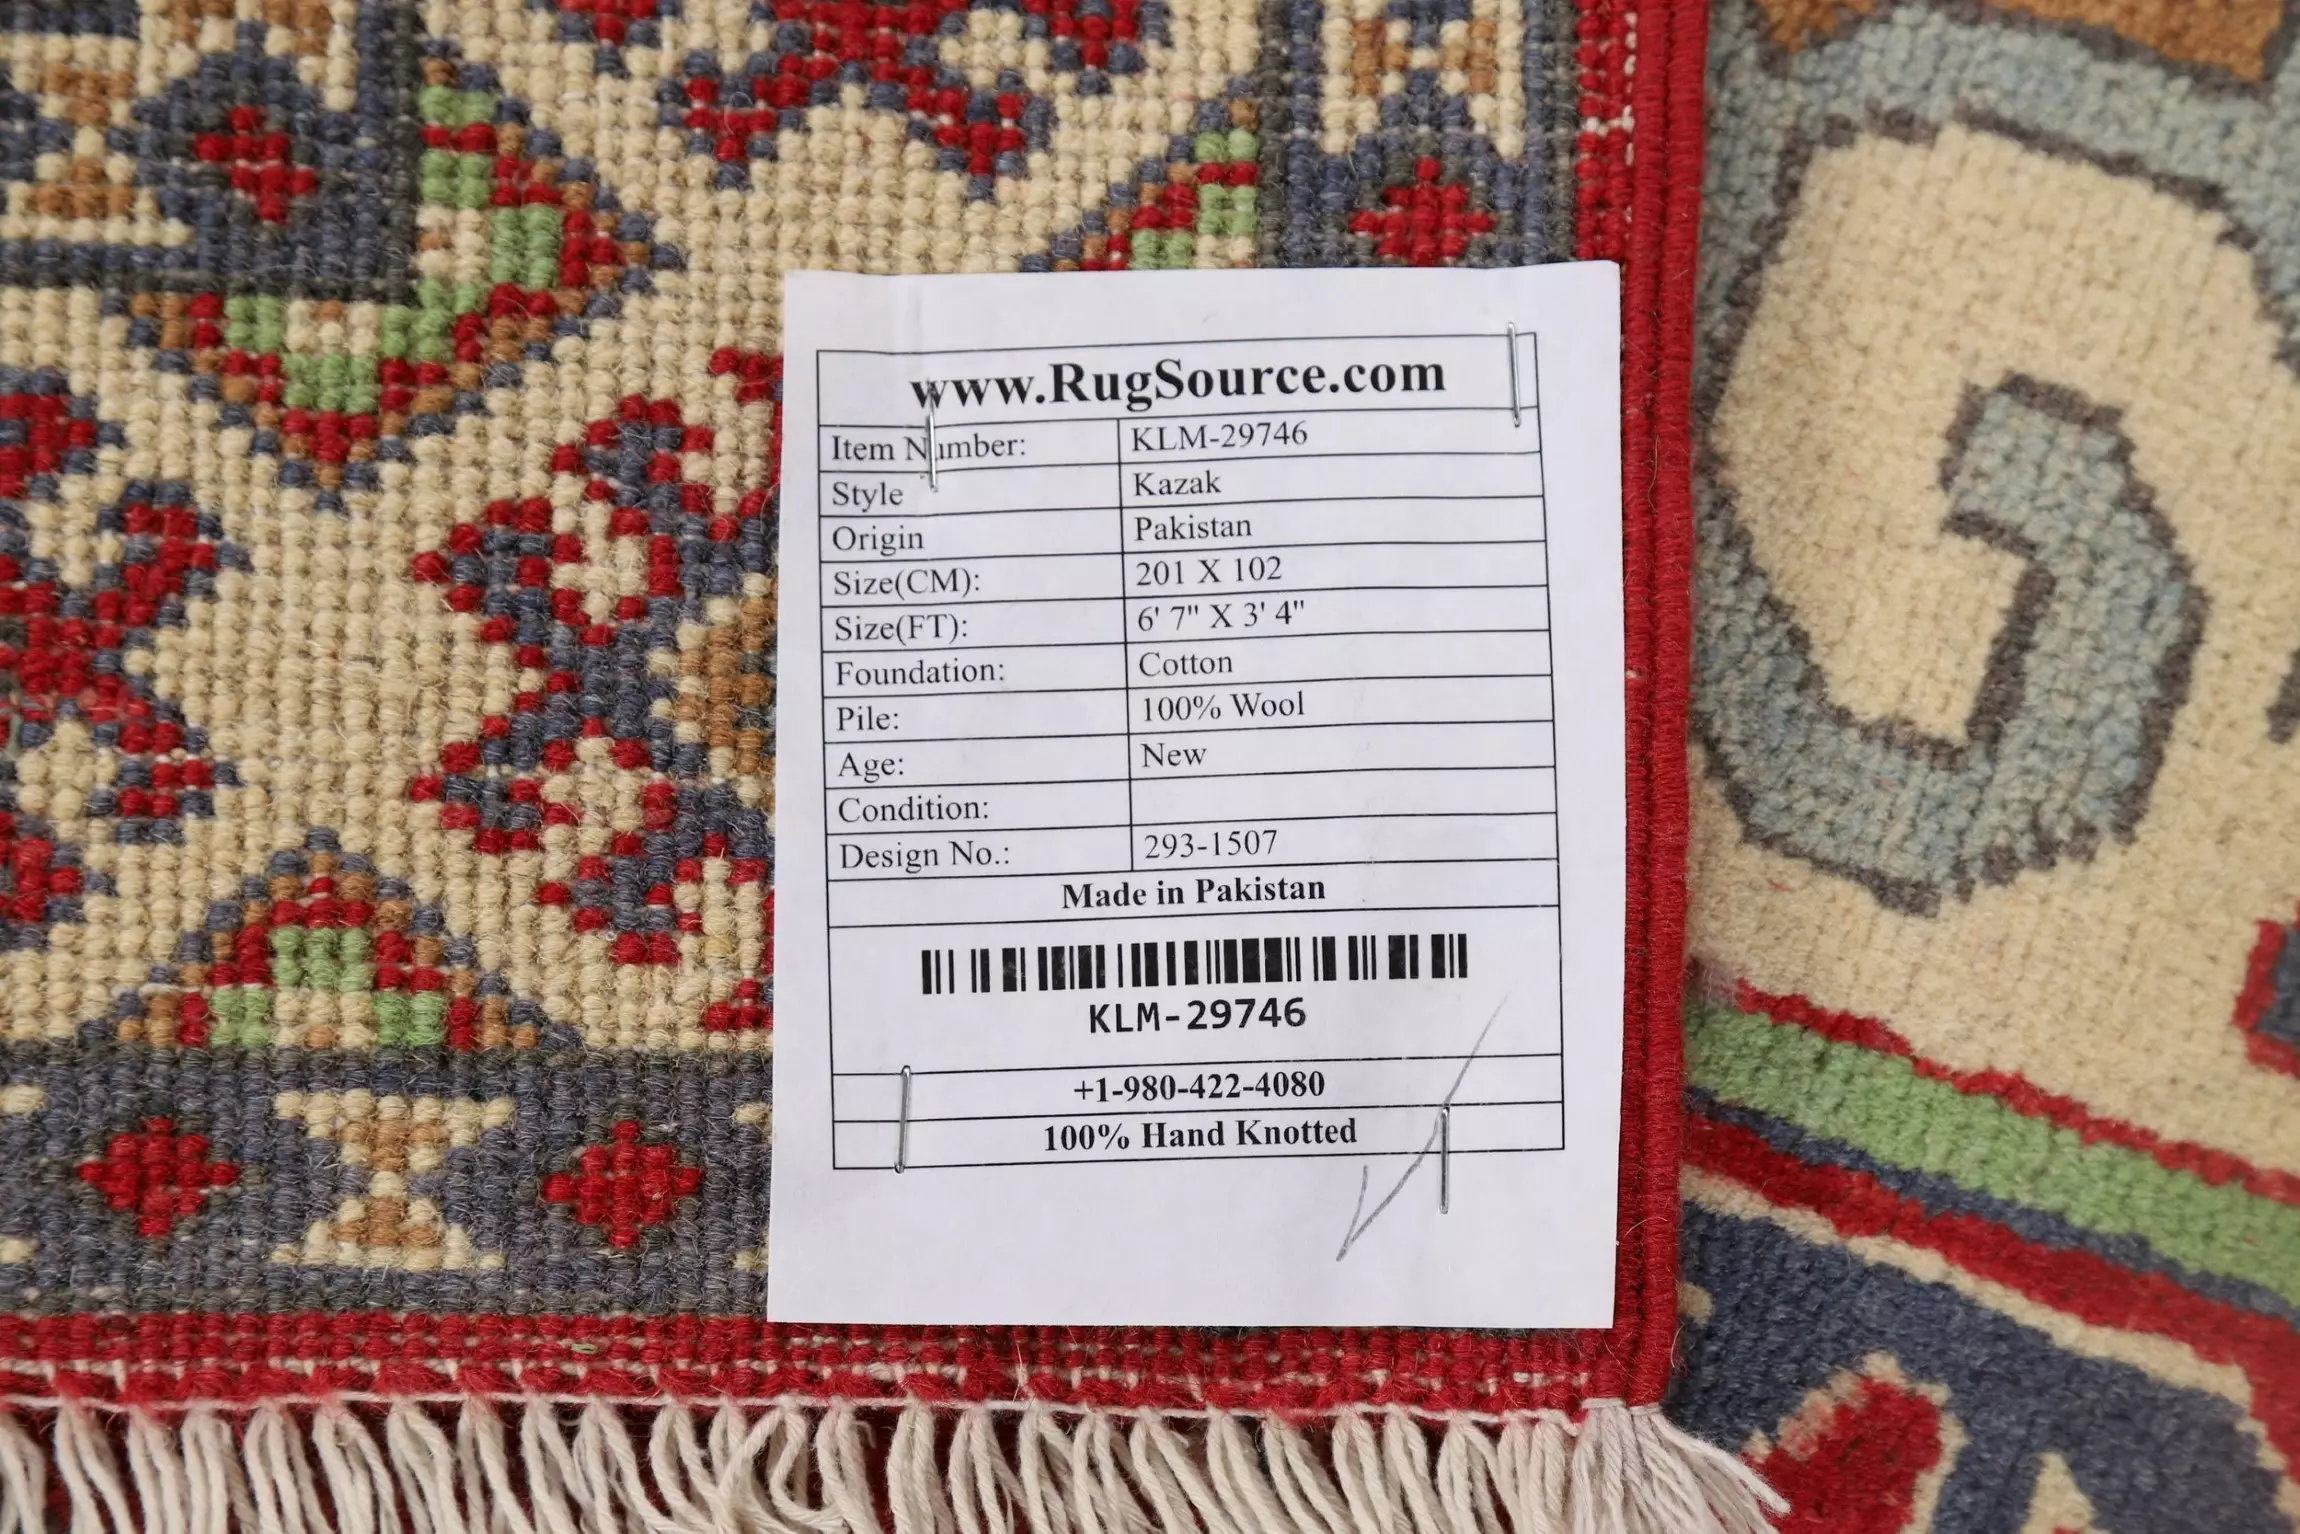 www.RugSource.com
Item Number: KLM-29746
Style Kazak
Origin Pakistan
Size(CM): 201 X 102
Size(FT): 6' 7" X 3' 4"
Foundation: Cotton
Pile: 100% Wool
Age: New
Condition:
Design No.: 293-1507
Made in Pakistan
KLM-29746
+1-980-422-4080
100% Hand Knotted